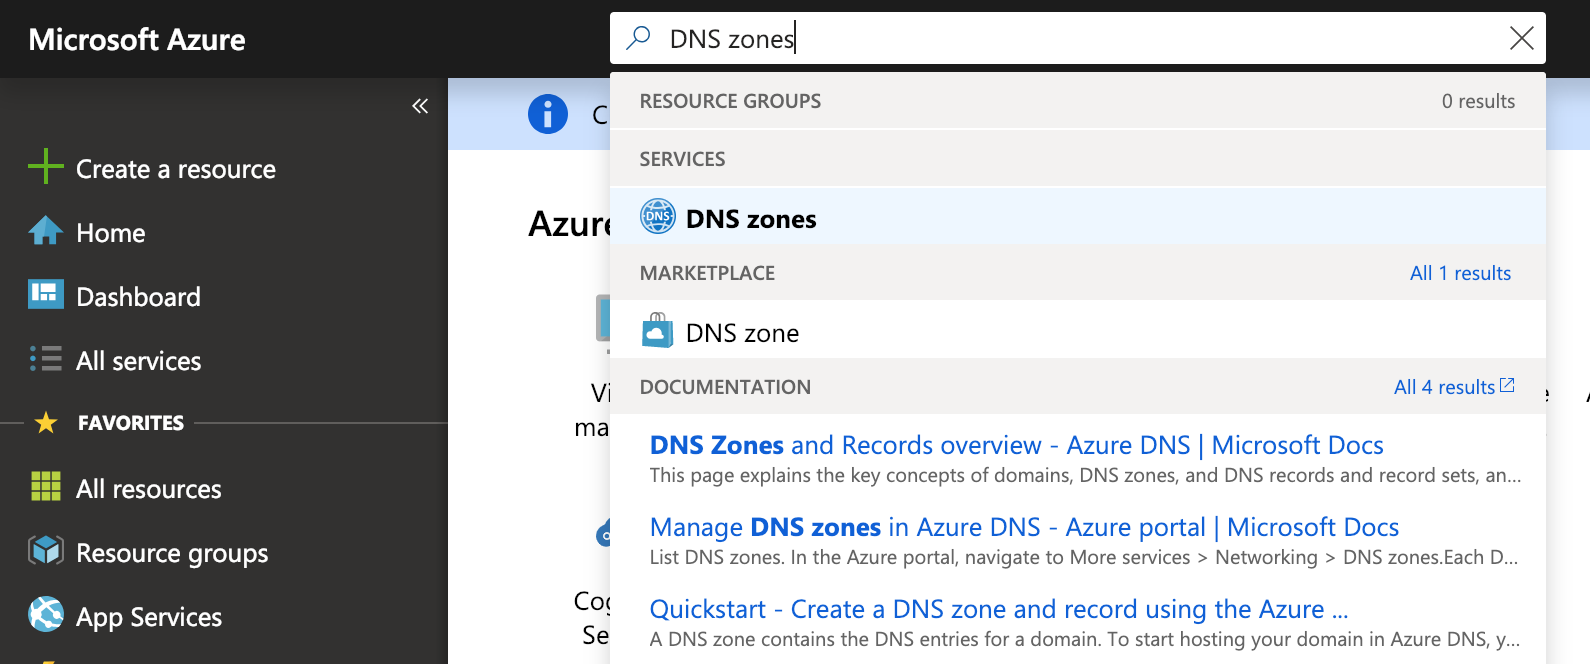 Microsoft Azure
DNS zones
Create a resource
Home
Dashboard
All services
FAVORITES
All resources
Resource groups
App Services
C
Azure
Vi
ma
Cog
Se
RESOURCE GROUPS 0 results
SERVICES
DNS DNS zones
MARKETPLACE All 1 results
DNS zone
DOCUMENTATION All 4 results
DNS Zones and Records overview - Azure DNS | Microsoft Docs
This page explains the key concepts of domains, DNS zones, and DNS records and record sets, an...
Manage DNS zones in Azure DNS - Azure portal | Microsoft Docs
List DNS zones. In the Azure portal, navigate to More services > Networking > DNS zones.Each D...
Quickstart - Create a DNS zone and record using the Azure ...
A DNS zone contains the DNS entries for a domain. To start hosting your domain in Azure DNS, y...